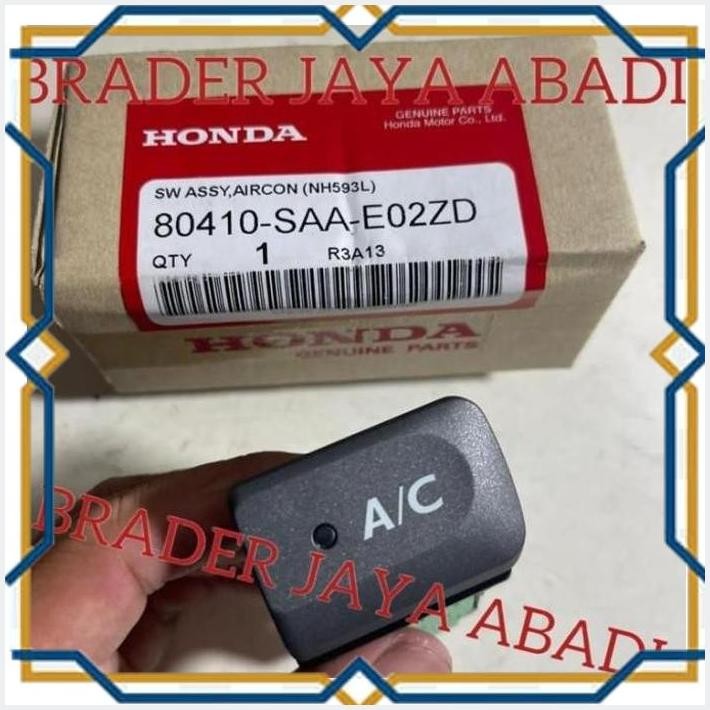 BRADER JAYA ABADI
HONDA
GENUINE PARTS
Honda Motor Co., Ltd.
SW ASSY,AIRCON (NH593L)
80410-SAA-E02ZD
QTY 1 R3A13
HONDA
GENUINE PARTS
A/C
BRADER JAYA ABADI